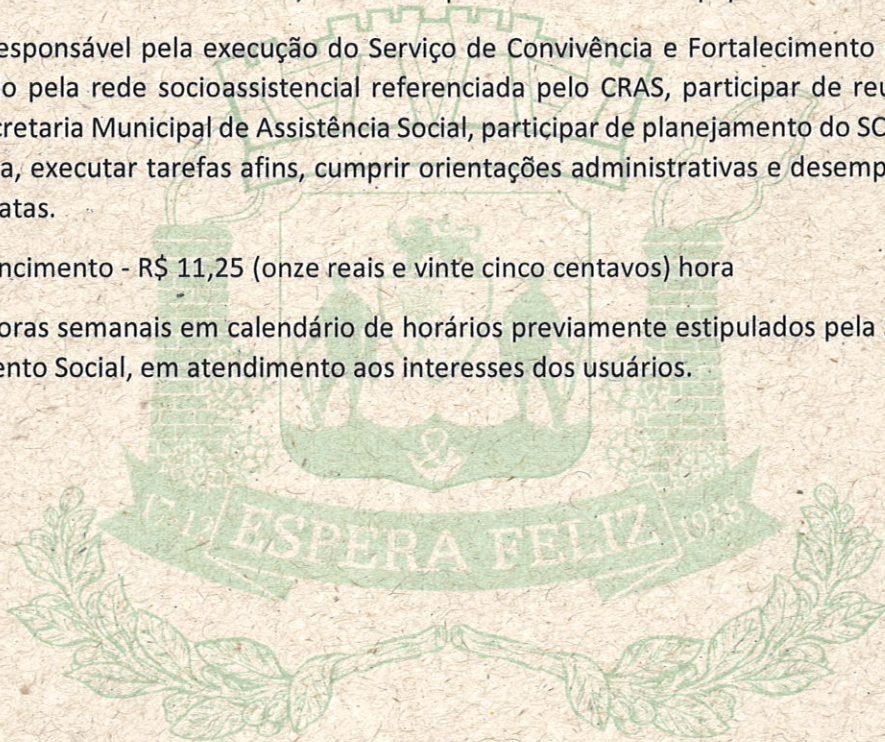 esponsável pela execução do Serviço de Convivência e Fortalecimento
o pela rede socioassistencial referenciada pelo CRAS, participar de reu
cretaria Municipal de Assistência Social, participar de planejamento do SC
a, executar tarefas afins, cumprir orientações administrativas e desemp
atas.
ncimento - R$ 11,25 (onze reais e vinte cinco centavos) hora
oras semanais em calendário de horários previamente estipulados pela
ento Social, em atendimento aos interesses dos usuários.
ESPERA FELIZ
1938